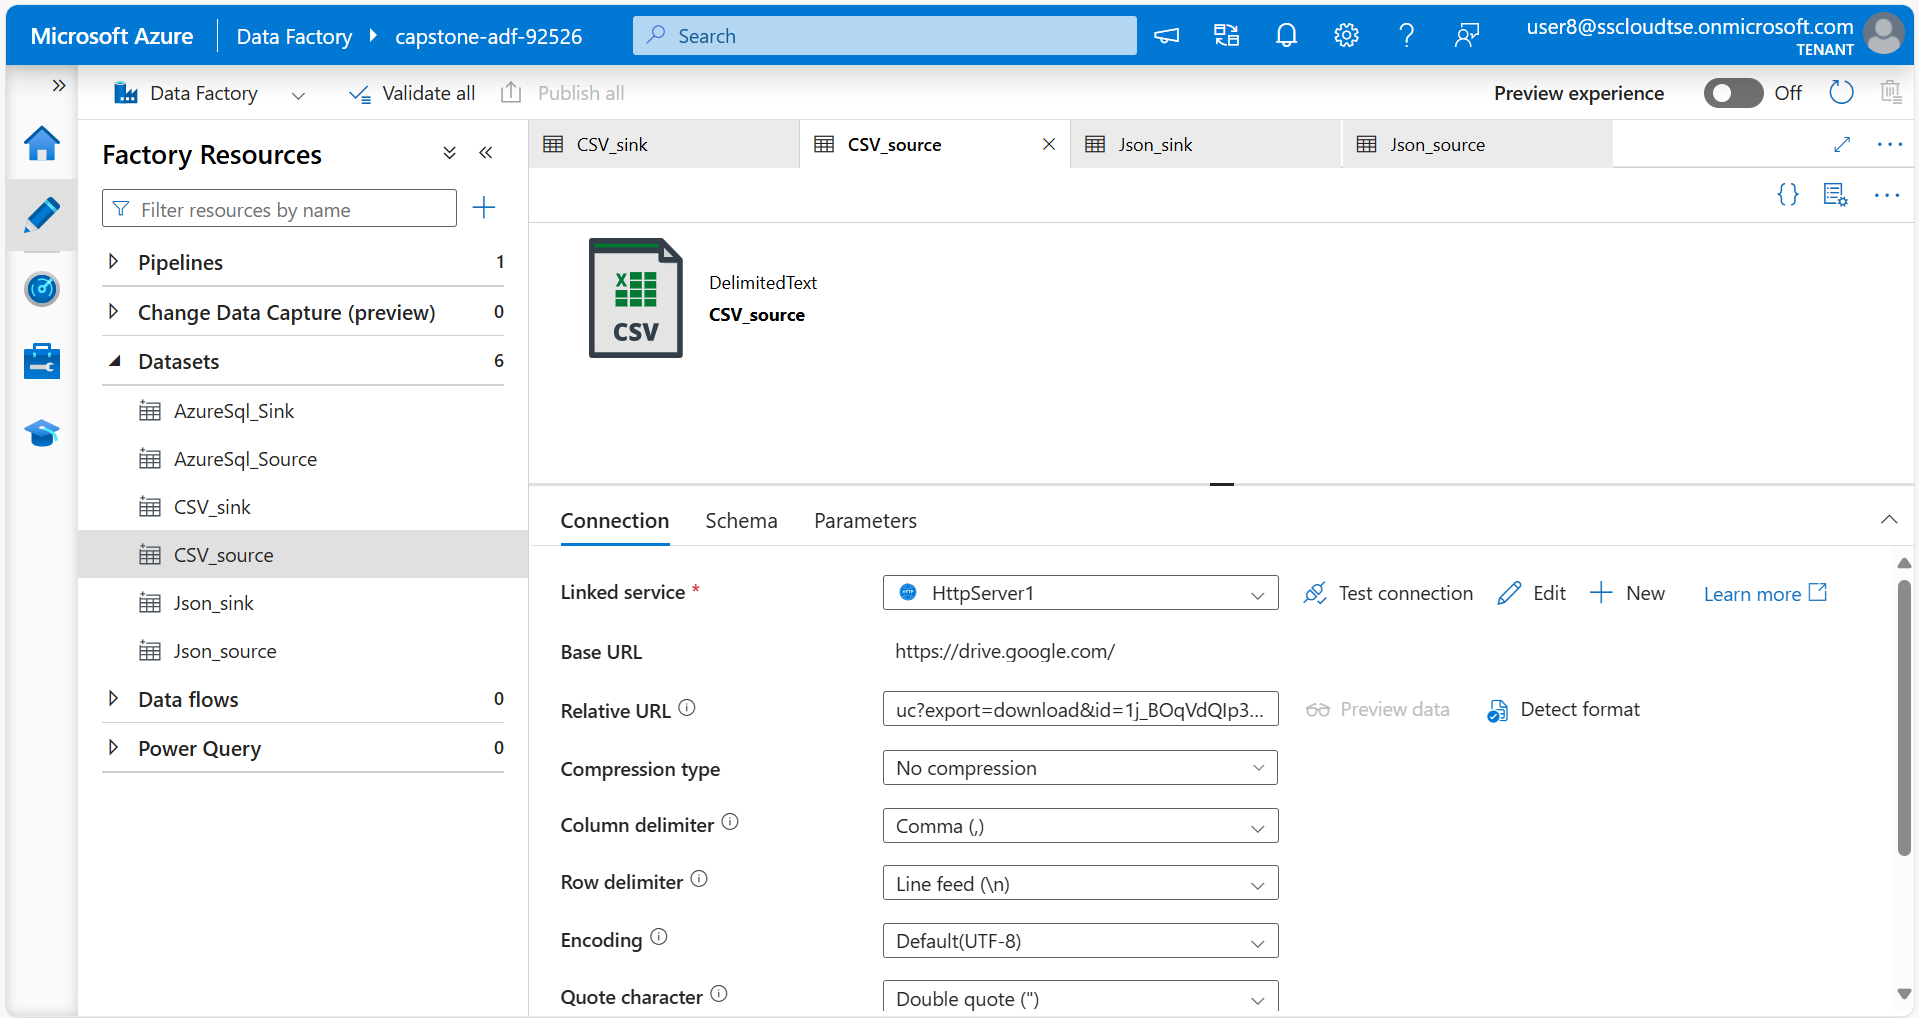 Microsoft Azure
Data Factory
capstone-adf-92526
Search
user8@sscloudtse.onmicrosoft.com
TENANT
Data Factory
Validate all
Publish all
Preview experience
Off
Factory Resources
Filter resources by name
Pipelines 1
Change Data Capture (preview) 0
Datasets 6
AzureSql_Sink
AzureSql_Source
CSV_sink
CSV_source
Json_sink
Json_source
Data flows 0
Power Query 0
CSV_sink
CSV_source
Json_sink
Json_source
X
CSV
DelimitedText
CSV_source
Connection
Schema
Parameters
Linked service *
HTTP
HttpServer1
Test connection
Edit
New
Learn more
Base URL
https://drive.google.com/
Relative URL
uc?export=download&id=1j_BOqVdQIp3...
Preview data
Detect format
Compression type
No compression
Column delimiter
Comma (,)
Row delimiter
Line feed (\n)
Encoding
Default(UTF-8)
Quote character
Double quote (")